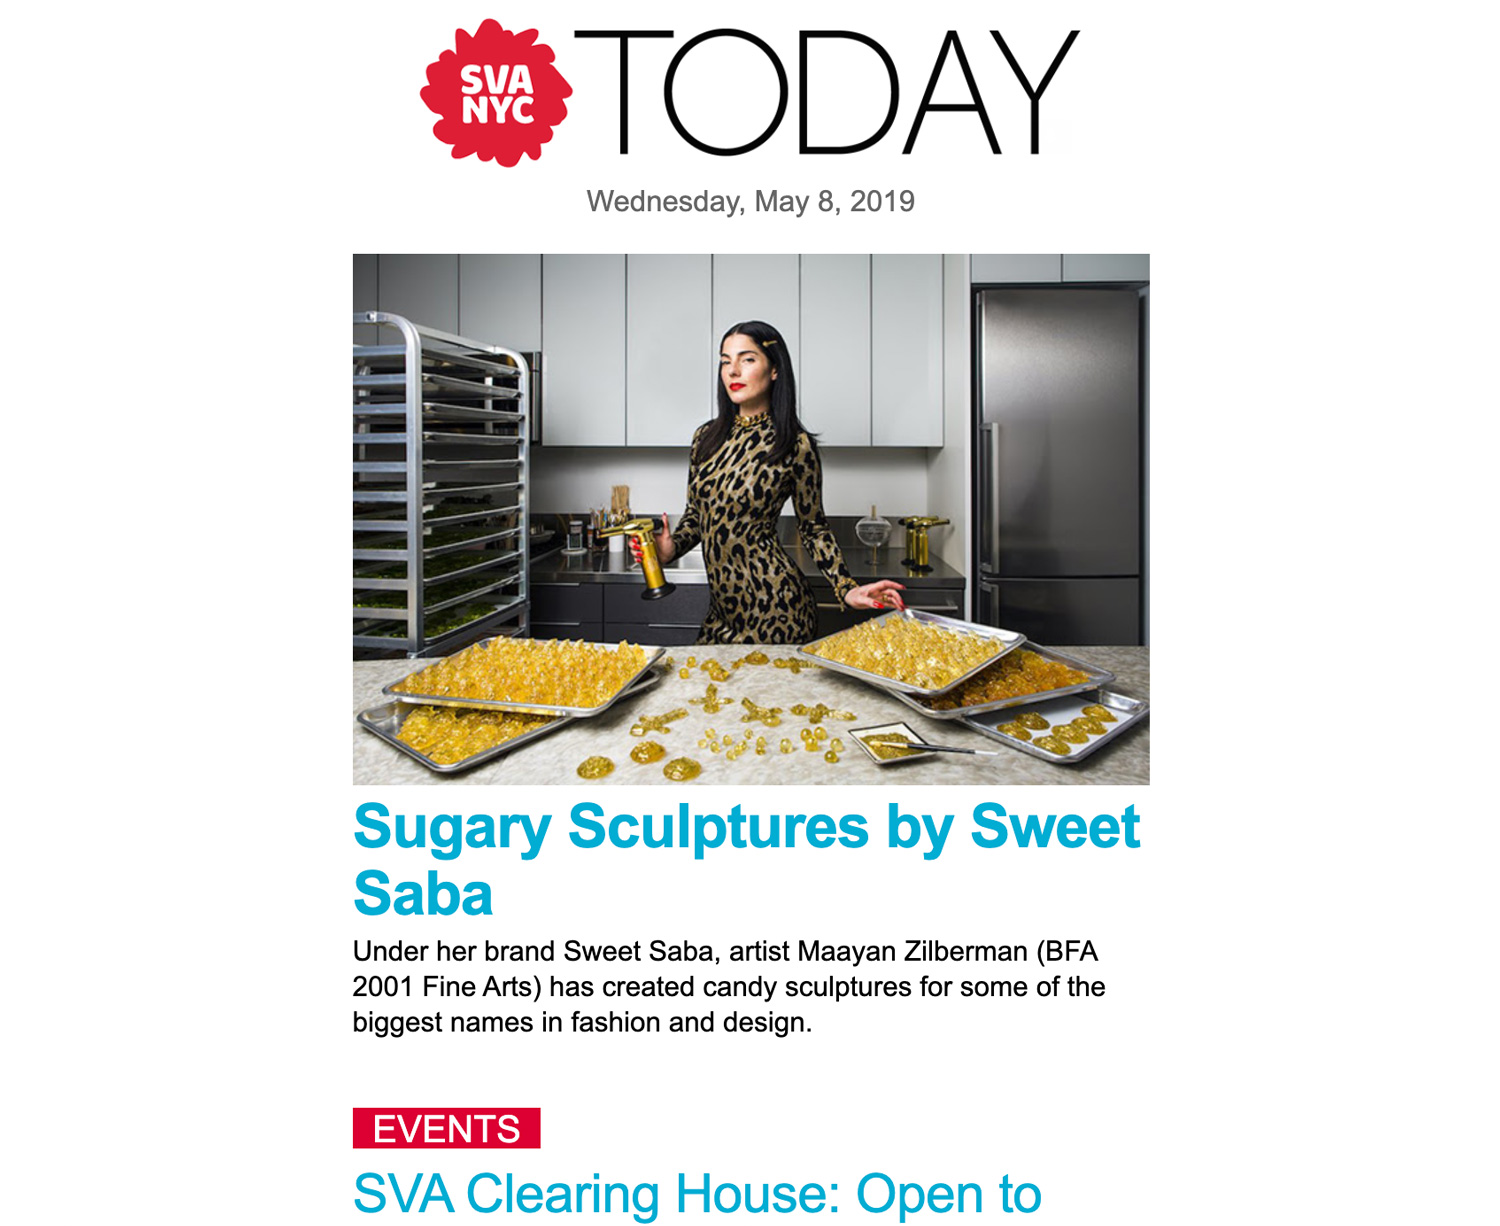 SVA
NYC
TODAY
Wednesday, May 8, 2019
Sugary Sculptures by Sweet
Saba
Under her brand Sweet Saba, artist Maayan Zilberman (BFA
2001 Fine Arts) has created candy sculptures for some of the
biggest names in fashion and design.
EVENTS
SVA Clearing House: Open to